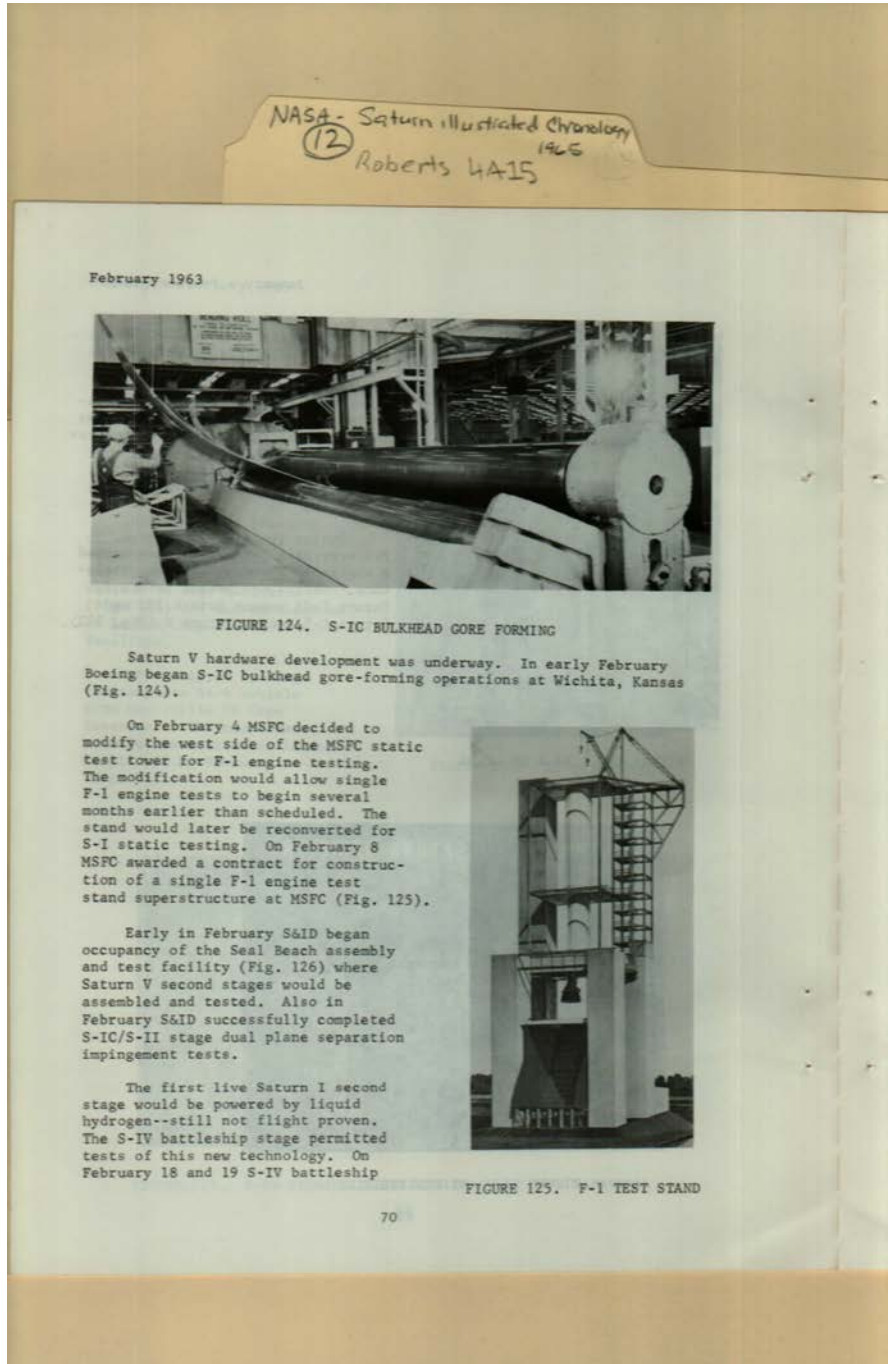 NASA - Saturn illustrated Chronology
12
1965
Roberts 4A15
February 1963
BENDING ROLL
FIGURE 124. S-IC BULKHEAD GORE FORMING
Saturn V hardware development was underway. In early February
Boeing began S-IC bulkhead gore-forming operations at Wichita, Kansas
(Fig. 124).
On February 4 MSFC decided to
modify the west side of the MSFC static
test tower for F-1 engine testing.
The modification would allow single
F-1 engine tests to begin several
months earlier than scheduled. The
stand would later be reconverted for
S-I static testing. On February 8
MSFC awarded a contract for construc-
tion of a single F-1 engine test
stand superstructure at MSFC (Fig. 125).
Early in February S&ID began
occupancy of the Seal Beach assembly
and test facility (Fig. 126) where
Saturn V second stages would be
assembled and tested. Also in
February S&ID successfully completed
S-IC/S-II stage dual plane separation
impingement tests.
The first live Saturn I second
stage would be powered by liquid
hydrogen--still not flight proven.
The S-IV battleship stage permitted
tests of this new technology. On
February 18 and 19 S-IV battleship
FIGURE 125. F-1 TEST STAND
70